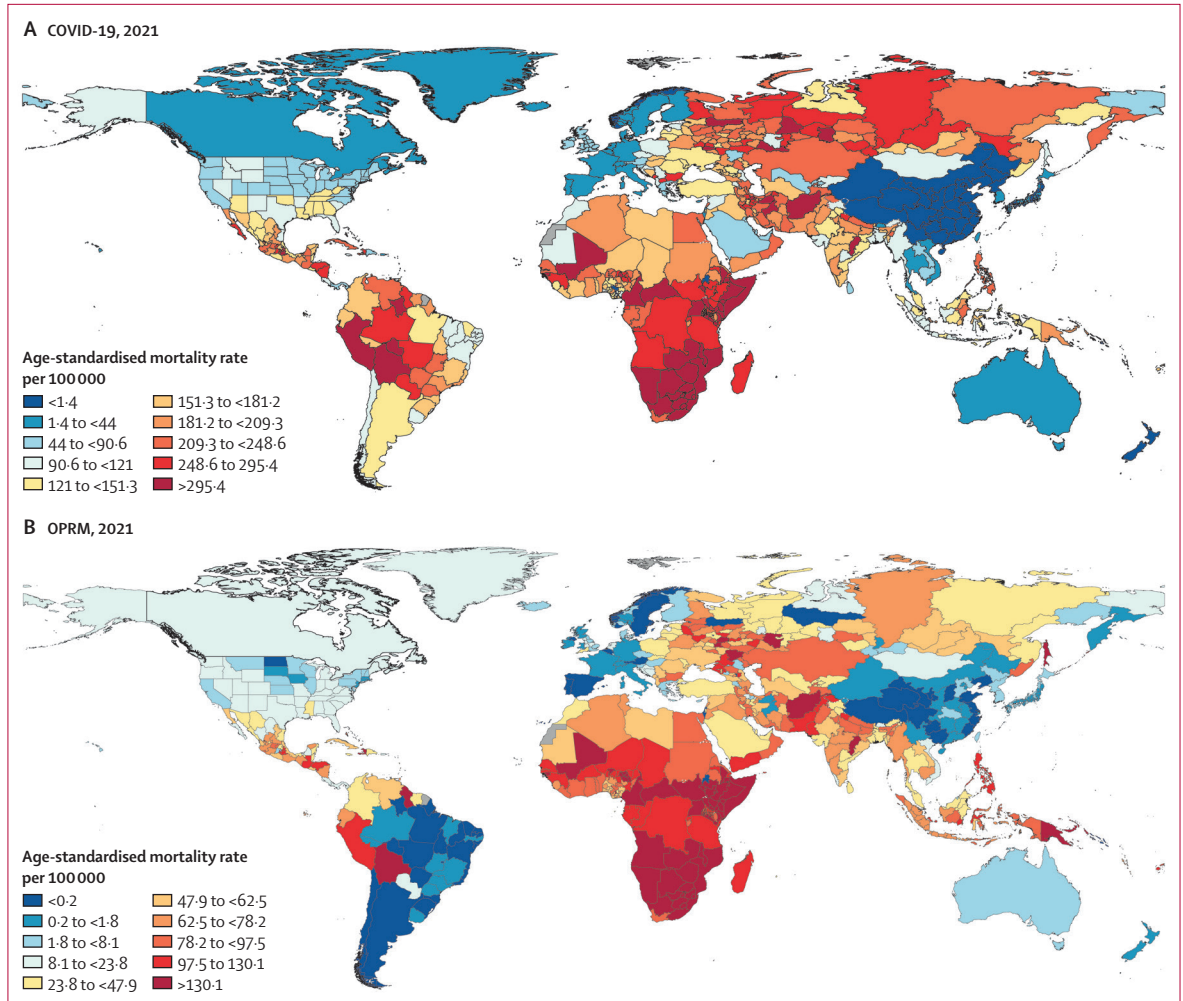 A COVID-19, 2021
Age-standardised mortality rate
per 100 000
<1·4
1·4 to <44
44 to <90·6
90·6 to <121
121 to <151·3
151·3 to <181·2
181·2 to <209·3
209·3 to <248·6
248·6 to 295·4
>295·4
B OPRM, 2021
Age-standardised mortality rate
per 100 000
<0·2
0·2 to <1·8
1·8 to <8·1
8·1 to <23·8
23·8 to <47·9
47·9 to <62·5
62·5 to <78·2
78·2 to <97·5
97·5 to 130·1
>130·1